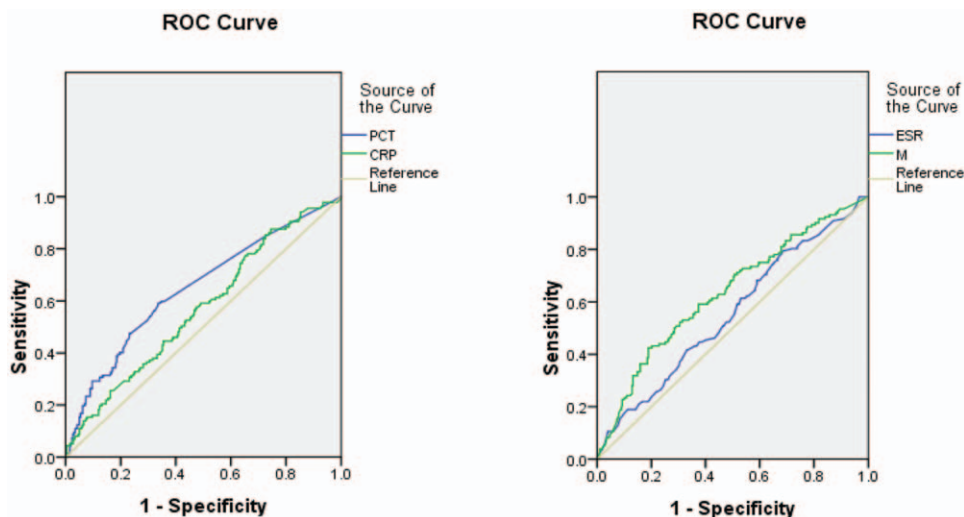 ROC Curve
Source of
the Curve
PCT
CRP
Reference
Line
1.0
0.8
0.6
0.4
0.2
0.0
Sensitivity
0.0 0.2 0.4 0.6 0.8 1.0
1 - Specificity
ROC Curve
Source of
the Curve
ESR
M
Reference
Line
1.0
0.8
0.6
0.4
0.2
0.0
Sensitivity
0.0 0.2 0.4 0.6 0.8 1.0
1 - Specificity